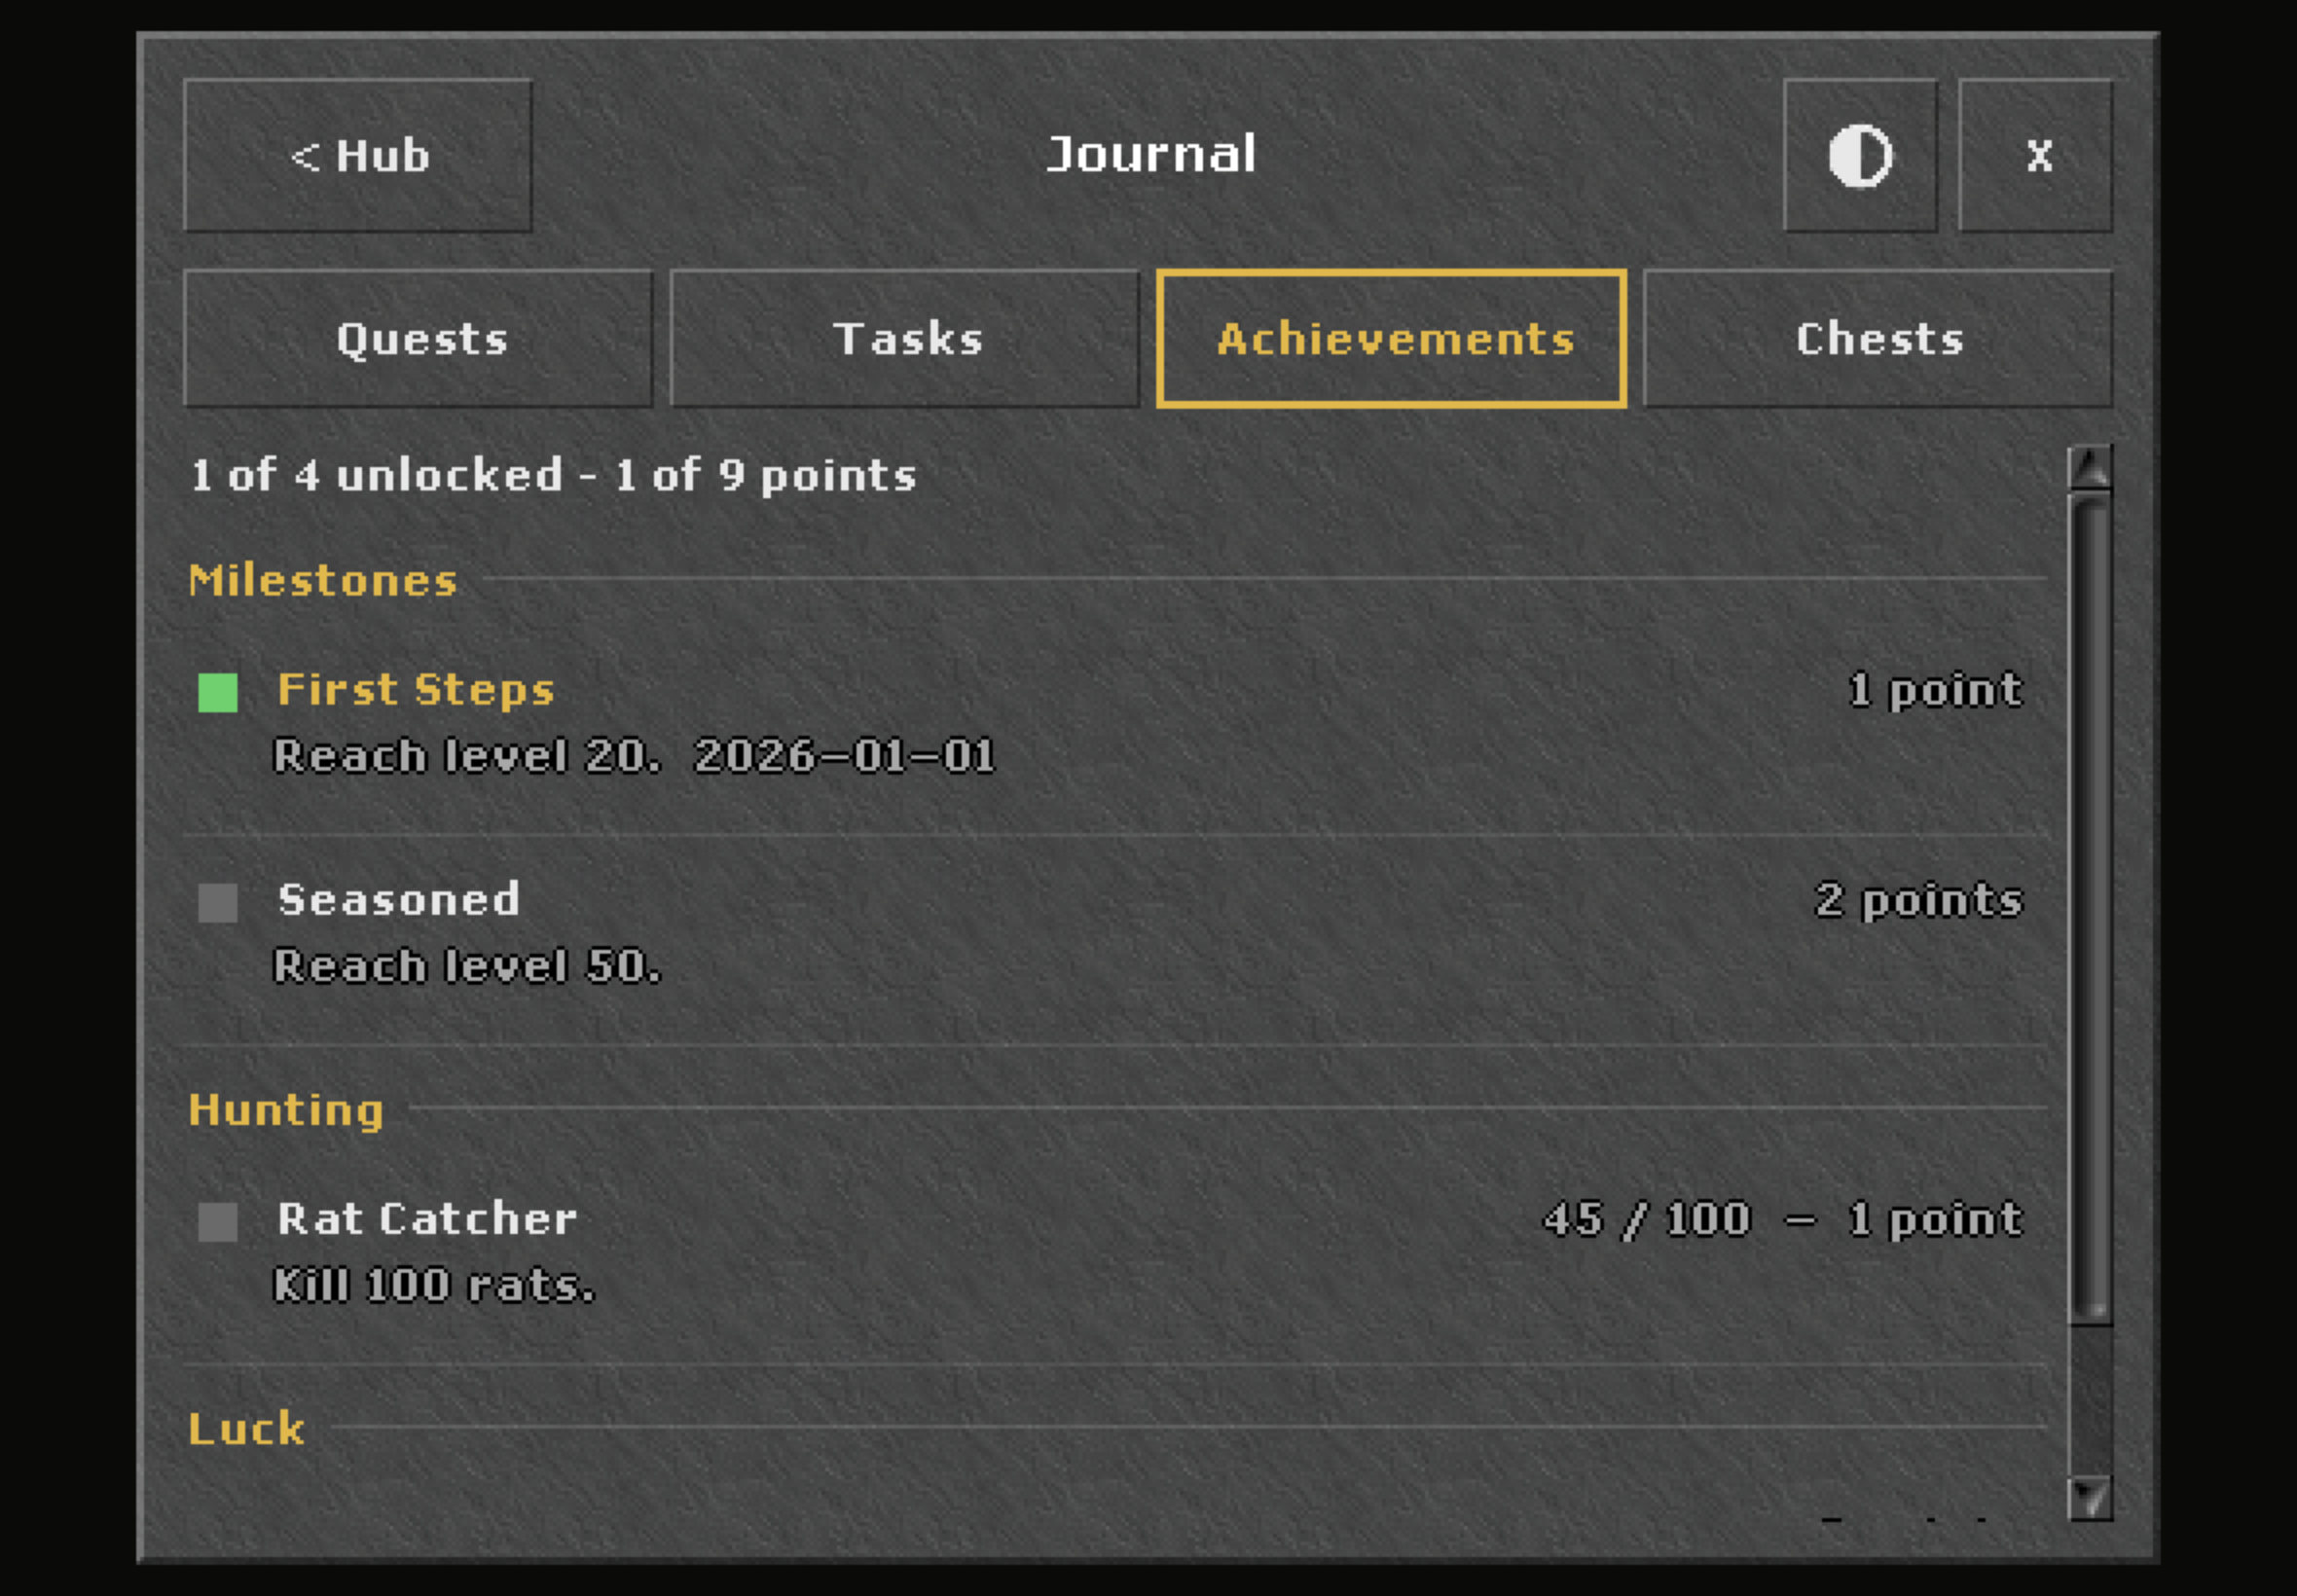 < Hub
Journal
X
Quests
Tasks
Achievements
Chests
1 of 4 unlocked - 1 of 9 points
Milestones
First Steps
1 point
Reach level 20. 2026-01-01
Seasoned
2 points
Reach level 50.
Hunting
Rat Catcher
45 / 100 - 1 point
Kill 100 rats.
Luck